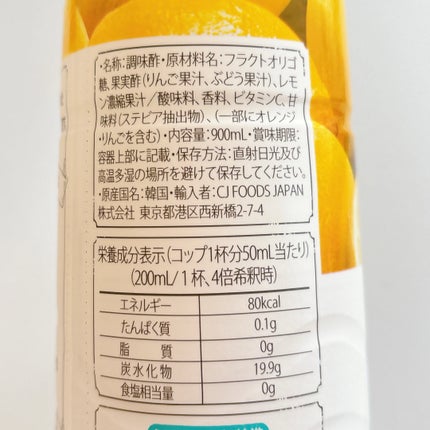 ・名称:調味酢・原材料名:フラクトオリゴ
糖、果実酢(りんご果汁、ぶどう果汁)、レモ
ン濃縮果汁/酸味料、香料、ビタミンC、甘
味料(ステビア抽出物)、(一部にオレンジ
・りんごを含む)・内容量:900mL・賞味期限:
容器上部に記載・保存方法:直射日光及び
高温多湿の場所を避けて保存してください。
・原産国名:韓国・輸入者:CJ FOODS JAPAN
株式会社 東京都港区西新橋2-7-4
栄養成分表示(コップ1杯分50mL当たり)
(200mL/1杯、4倍希釈時)
エネルギー 80kcal
たんぱく質 0.1g
脂質 0g
炭水化物 19.9g
食塩相当量 0g